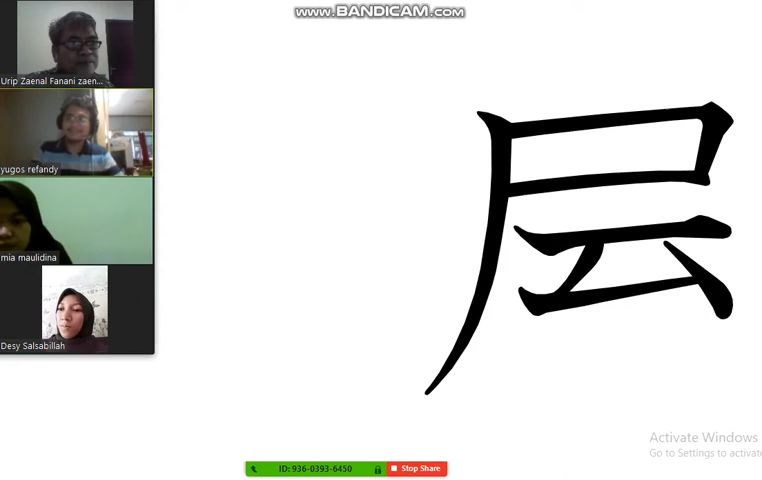 www.BANDICAM.com
Urip Zaenal Fanani zaen...
yugos refandy
mia maulidina
Desy Salsabillah
层
Activate Windows
Go to Settings to activate
ID: 936-0393-6450
Stop Share